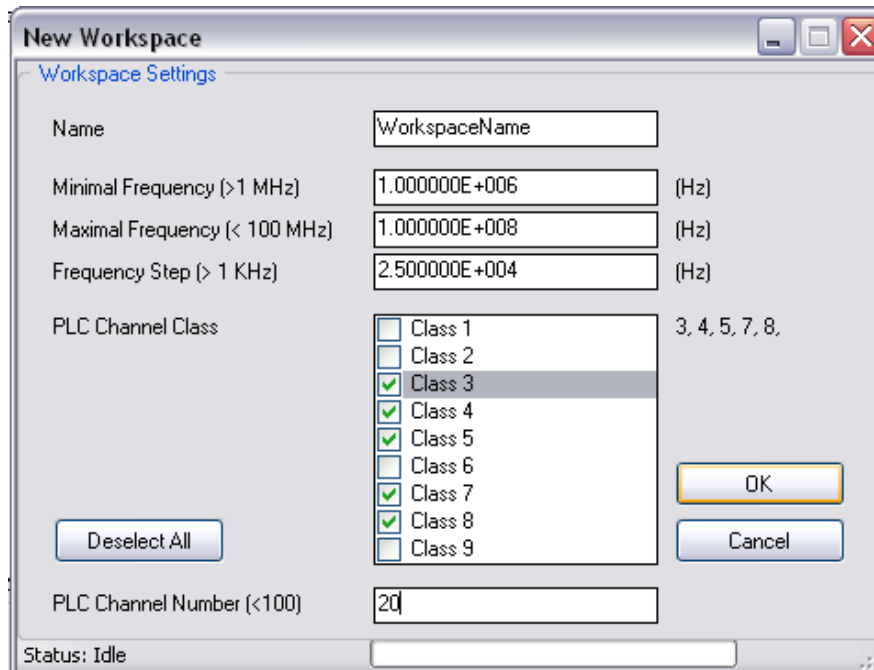 New Workspace
Workspace Settings
Name WorkspaceName
Minimal Frequency (>1 MHz) 1.000000E+006 (Hz)
Maximal Frequency (< 100 MHz) 1.000000E+008 (Hz)
Frequency Step (> 1 KHz) 2.500000E+004 (Hz)
PLC Channel Class Class 1 3, 4, 5, 7, 8,
Class 2
Class 3
Class 4
Class 5
Class 6
Class 7 OK
Class 8
Deselect All Class 9 Cancel
PLC Channel Number (<100) 20
Status: Idle